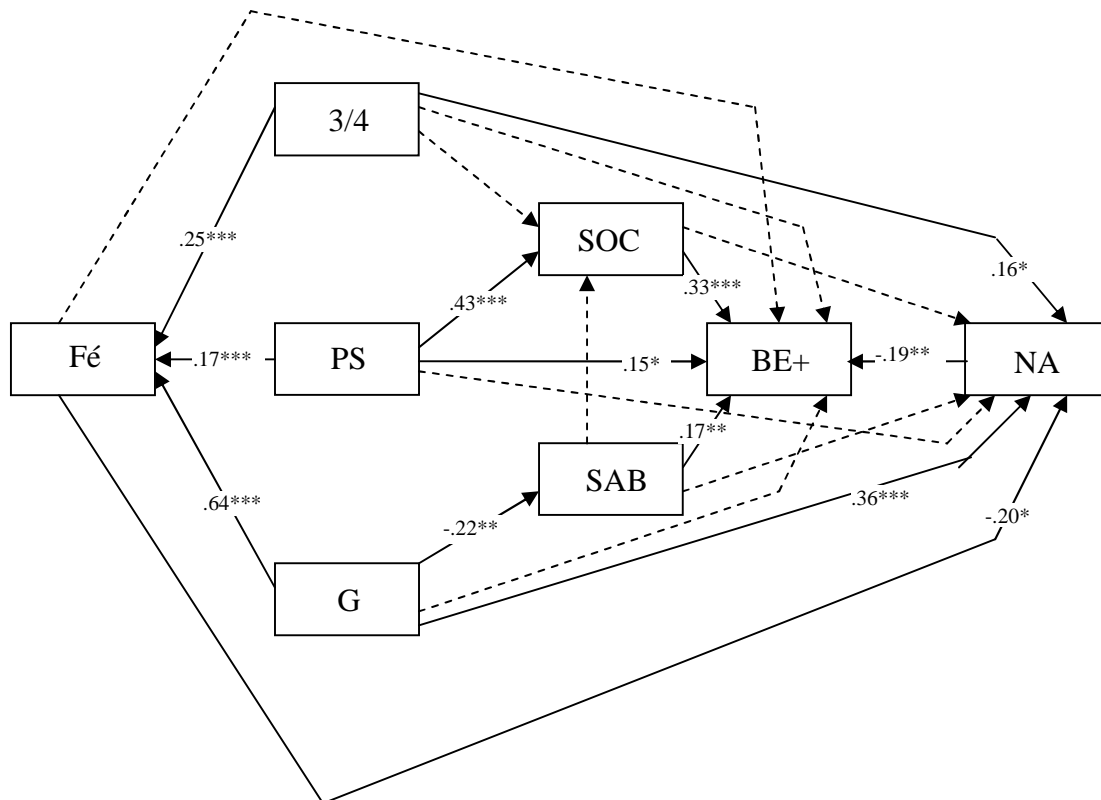 3/4
SOC
.25***
.16*
.43***
.33***
Fé
.17***
PS
.15*
BE+
-.19**
NA
.17**
SAB
.64***
-.22**
.36***
-.20*
G